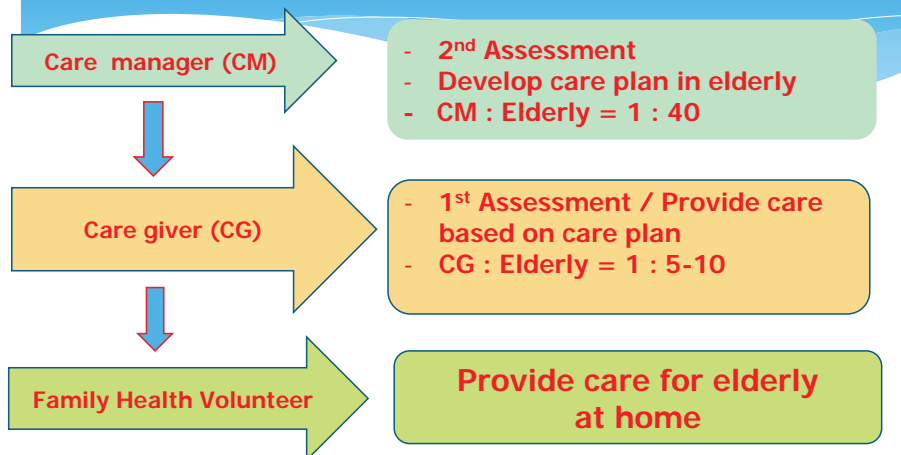 Care manager (CM)
- 2nd Assessment
- Develop care plan in elderly
- CM : Elderly = 1 : 40
Care giver (CG)
- 1st Assessment / Provide care
based on care plan
- CG : Elderly = 1 : 5-10
Family Health Volunteer
Provide care for elderly
at home